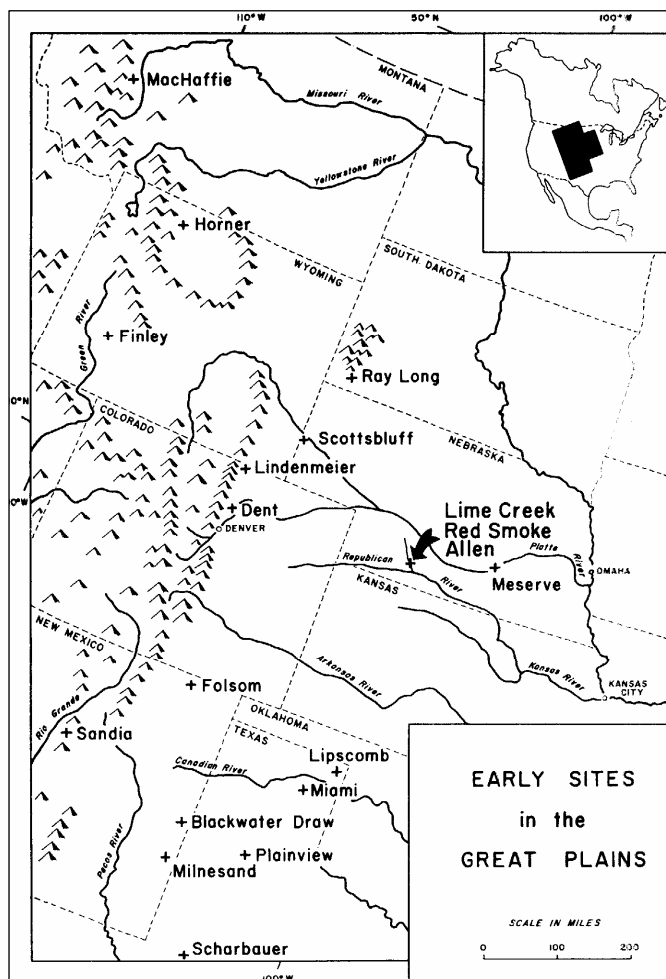 110°W
50°N
100°W
MacHaffie
Missouri River
MONTANA
Yellowstone River
Horner
WYOMING
SOUTH DAKOTA
Green River
Finley
Ray Long
0°N
COLORADO
NEBRASKA
Scottsbluff
Lindenmeier
0°W
Dent
DENVER
Lime Creek
Red Smoke
Allen
Platte River
Republican River
Meserve
OMAHA
KANSAS
NEW MEXICO
Arkansas River
Kansas River
KANSAS CITY
Folsom
Rio Grande
Sandia
OKLAHOMA
TEXAS
Canadian River
Lipscomb
Miami
Blackwater Draw
Pecos River
Milnesand
Plainview
Scharbauer
100°W
EARLY SITES
in the
GREAT PLAINS
SCALE IN MILES
0 100 200